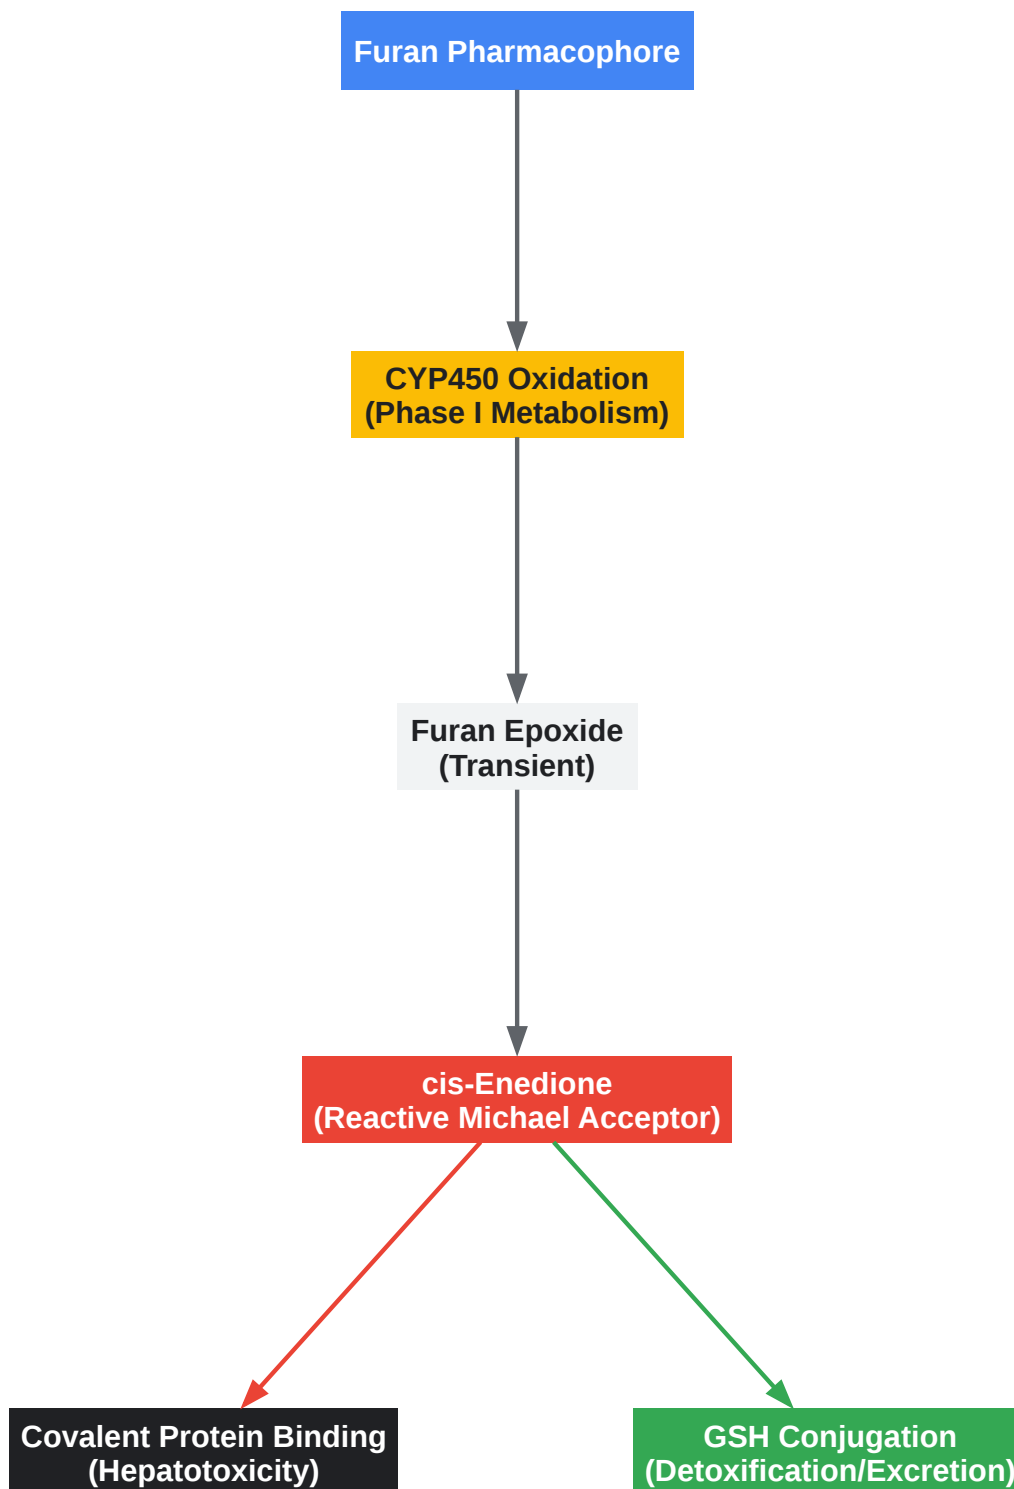 Furan Pharmacophore
CYP450 Oxidation
(Phase I Metabolism)
Furan Epoxide
(Transient)
cis-Enedione
(Reactive Michael Acceptor)
Covalent Protein Binding
(Hepatotoxicity)
GSH Conjugation
(Detoxification/Excretion)